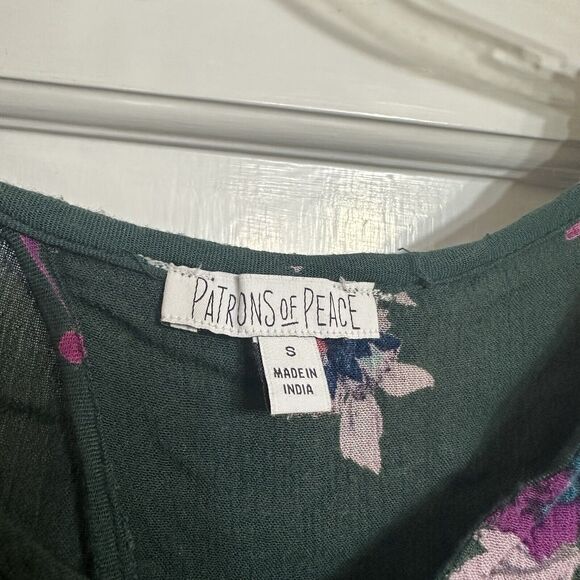 PATRONS OF PEACE
S
MADE IN
INDIA